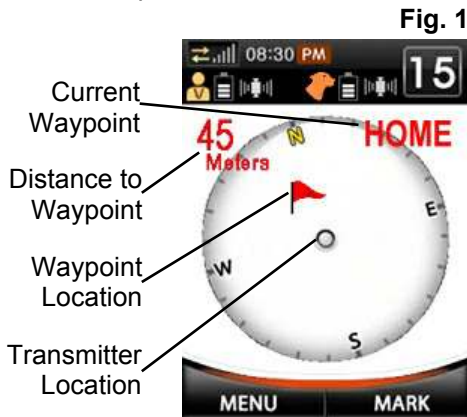 Fig. 1
08:30 PM
15
V
Current
Waypoint
45
Meters
N
HOME
Distance to
Waypoint
E
Waypoint
Location
W
Transmitter
Location
S
MENU
MARK